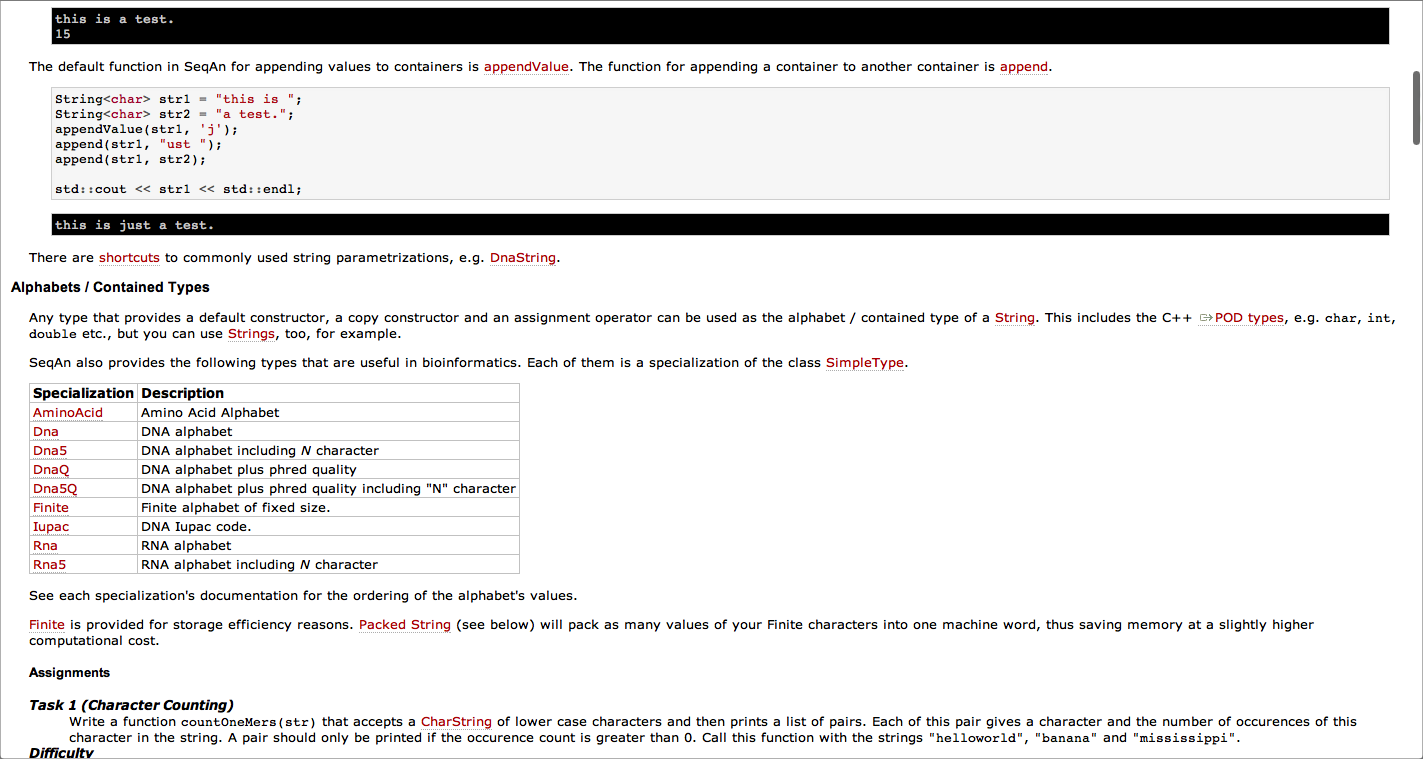 this is a test.
15
The default function in SeqAn for appending values to containers is appendValue. The function for appending a container to another container is append.
String<char> str1 = "this is ";
String<char> str2 = "a test.";
appendValue(str1, 'j');
append(str1, "ust ");
append(str1, str2);
std::cout << str1 << std::endl;
this is just a test.
There are shortcuts to commonly used string parametrizations, e.g. DnaString.
Alphabets / Contained Types
Any type that provides a default constructor, a copy constructor and an assignment operator can be used as the alphabet / contained type of a String. This includes the C++ POD types, e.g. char, int,
double etc., but you can use Strings, too, for example.
SeqAn also provides the following types that are useful in bioinformatics. Each of them is a specialization of the class SimpleType.
Specialization Description
AminoAcid Amino Acid Alphabet
Dna DNA alphabet
Dna5 DNA alphabet including N character
DnaQ DNA alphabet plus phred quality
Dna5Q DNA alphabet plus phred quality including "N" character
Finite Finite alphabet of fixed size.
Iupac DNA Iupac code.
Rna RNA alphabet
Rna5 RNA alphabet including N character
See each specialization's documentation for the ordering of the alphabet's values.
Finite is provided for storage efficiency reasons. Packed String (see below) will pack as many values of your Finite characters into one machine word, thus saving memory at a slightly higher
computational cost.
Assignments
Task 1 (Character Counting)
Write a function countOneMers(str) that accepts a CharString of lower case characters and then prints a list of pairs. Each of this pair gives a character and the number of occurences of this
character in the string. A pair should only be printed if the occurence count is greater than 0. Call this function with the strings "helloworld", "banana" and "mississippi".
Difficulty